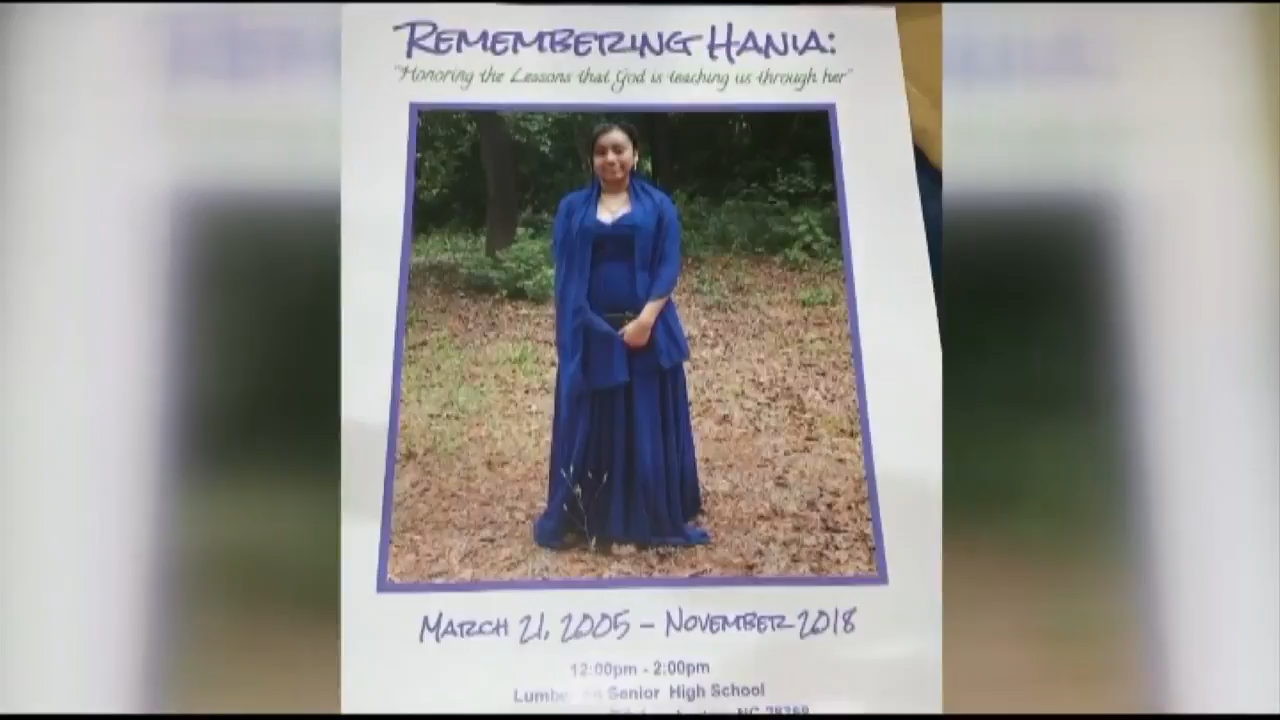 REMEMBERING HANIA:
"Honoring the Lessons that God is teaching us through her"
MARCH 21, 2005 – NOVEMBER 2018
12:00pm - 2:00pm
Senior High School
NC